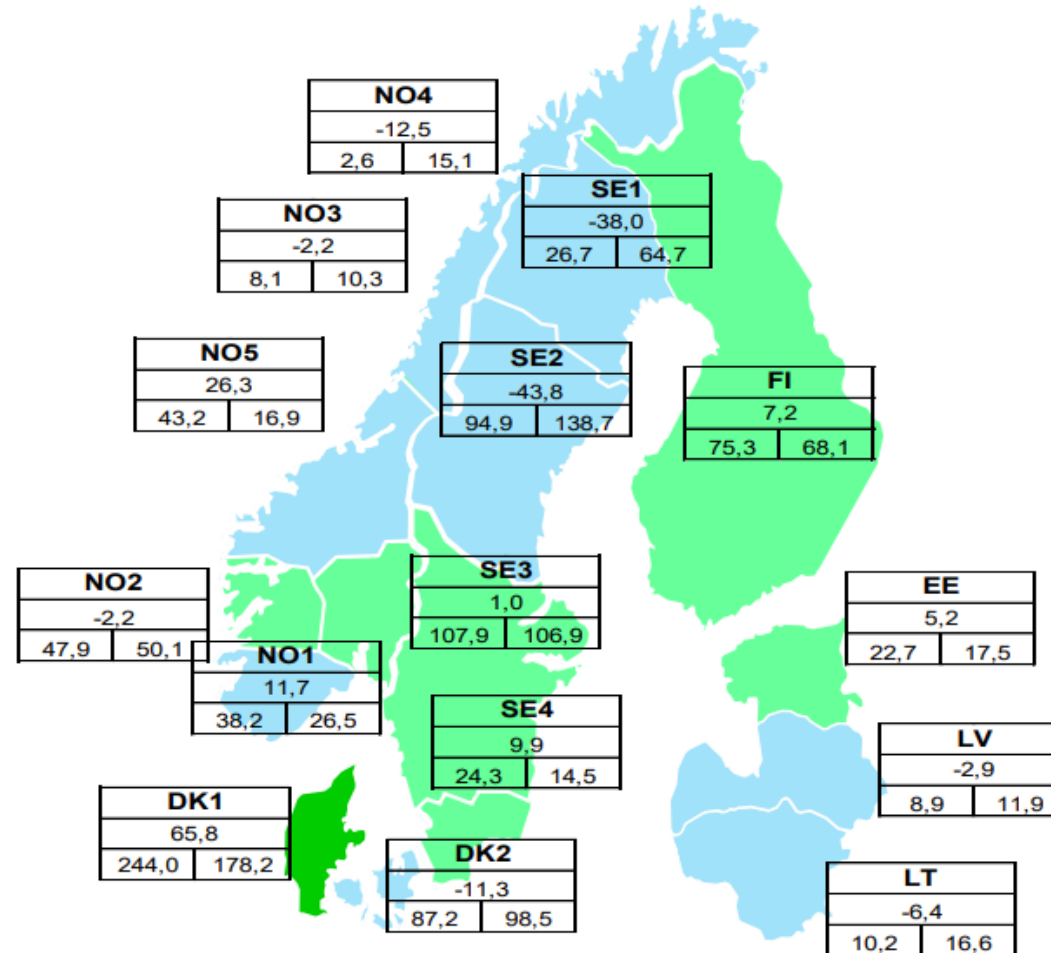 NO4
-12,5
2,6 15,1
SE1
-38,0
26,7 64,7
NO3
-2,2
8,1 10,3
NO5
26,3
43,2 16,9
SE2
-43,8
94,9 138,7
FI
7,2
75,3 68,1
NO2
-2,2
47,9 50,1
SE3
1,0
107,9 106,9
EE
5,2
22,7 17,5
NO1
11,7
38,2 26,5
SE4
9,9
24,3 14,5
LV
-2,9
8,9 11,9
DK1
65,8
244,0 178,2
DK2
-11,3
87,2 98,5
LT
-6,4
10,2 16,6